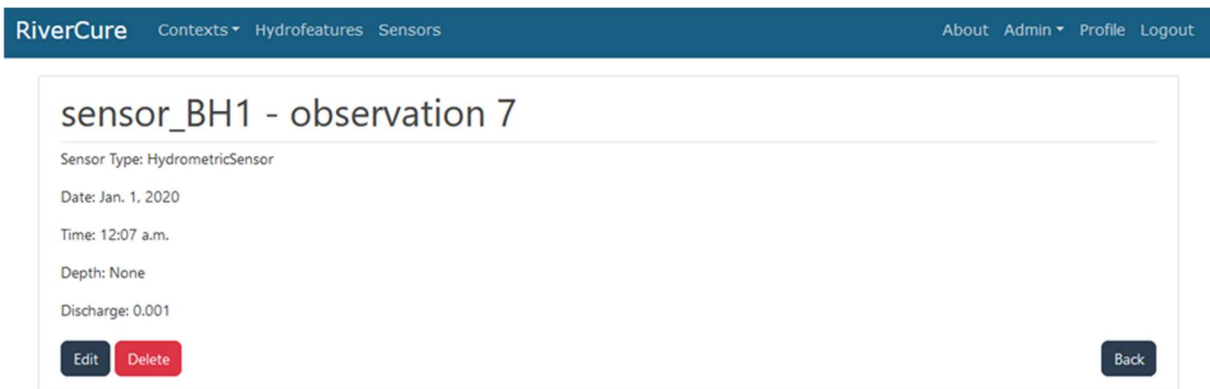 RiverCure Contexts Hydrofeatures Sensors About Admin Profile Logout
sensor_BH1 - observation 7
Sensor Type: HydrometricSensor
Date: Jan. 1, 2020
Time: 12:07 a.m.
Depth: None
Discharge: 0.001
Edit Delete Back